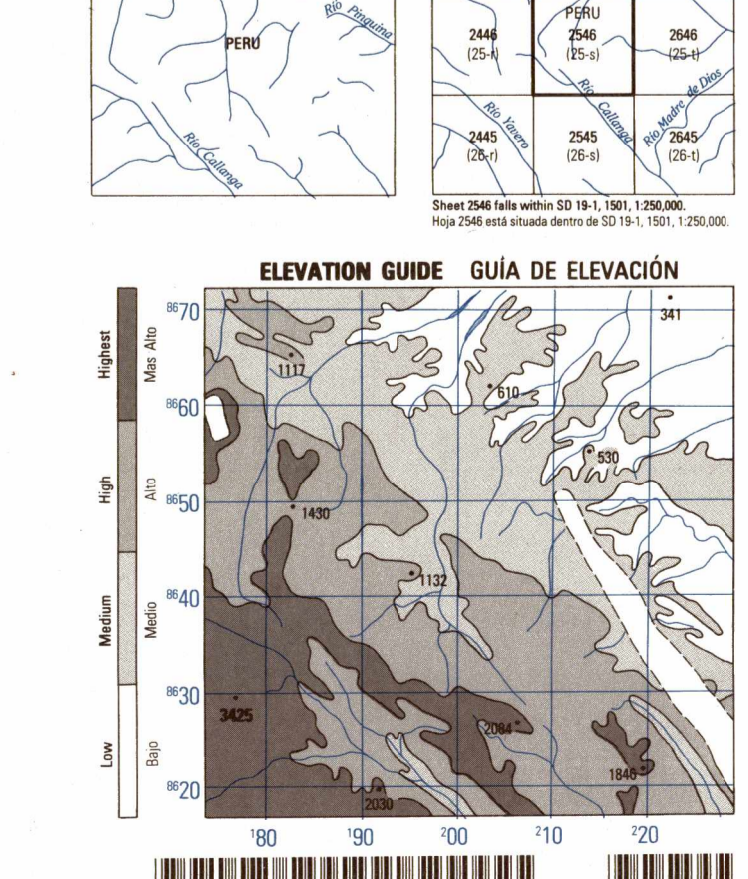 Río Pinquina
PERU
Río Callanga
PERU
2446
(25-r)
2546
(25-s)
2646
(25-t)
Río Yavero
Río Callanga
Río Madre de Dios
2445
(26-r)
2545
(26-s)
2645
(26-t)
Sheet 2546 falls within SD 19-1, 1501, 1:250,000.
Hoja 2546 está situada dentro de SD 19-1, 1501, 1:250,000.
ELEVATION GUIDE GUÍA DE ELEVACIÓN
Highest
Mas Alto
High
Alto
Medium
Medio
Low
Bajo
8670
8660
8650
8640
8630
8620
341
1117
610
530
1430
1132
3425
2084
1846
2030
180
190
200
210
220